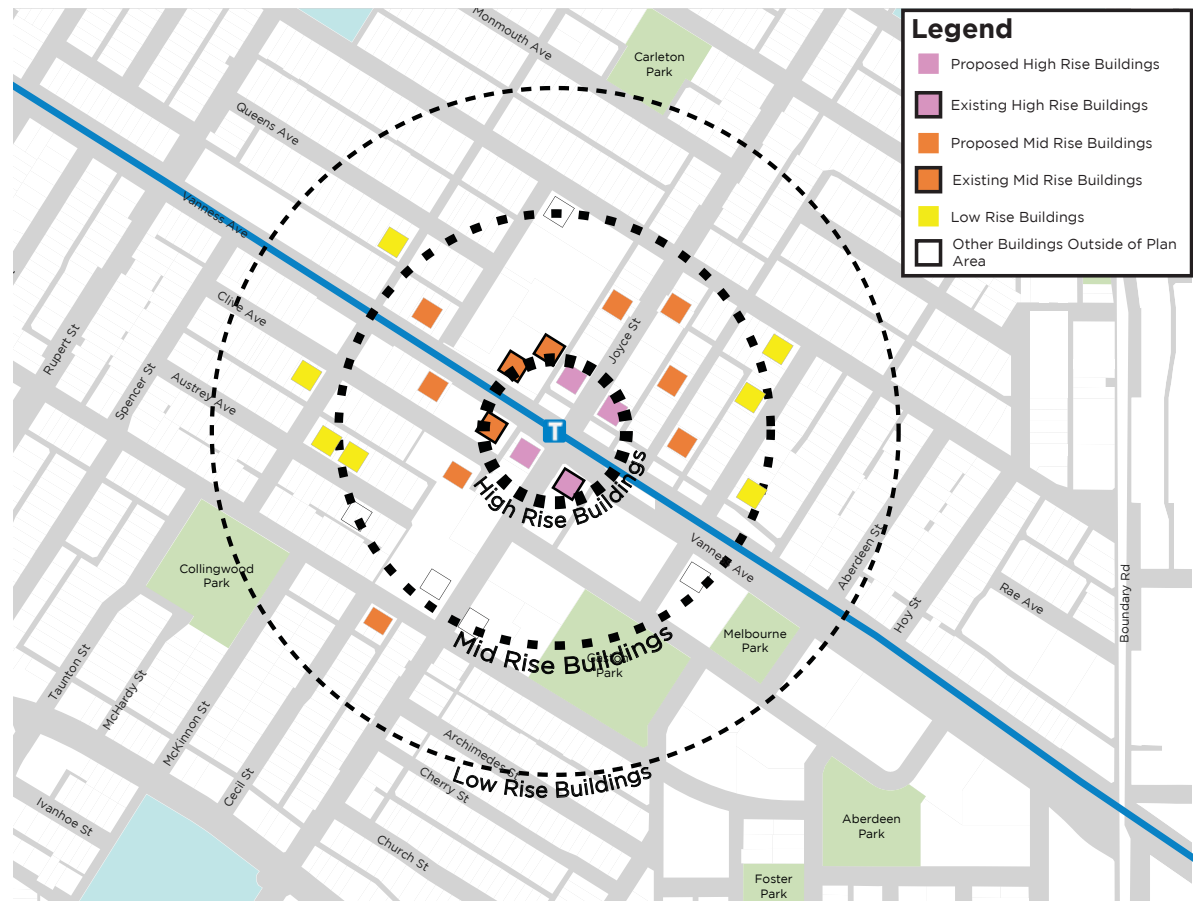 Monmouth Ave
Carleton
Park
Legend
Proposed High Rise Buildings
Existing High Rise Buildings
Proposed Mid Rise Buildings
Existing Mid Rise Buildings
Low Rise Buildings
Other Buildings Outside of Plan
Area
Queens Ave
Vanness Ave
Clive Ave
Rupert St
Spencer St
Austrey Ave
Joyce St
T
High Rise Buildings
Vanness Ave
Aberdeen St
Collingwood
Park
Rae Ave
Hoy St
Boundary Rd
Melbourne
Park
Mid Rise Buildings
Park
Taunton St
McHardy St
McKinnon St
Cecil St
Archimedes St
Low Rise Buildings
Cherry St
Ivanhoe St
Church St
Aberdeen
Park
Foster
Park